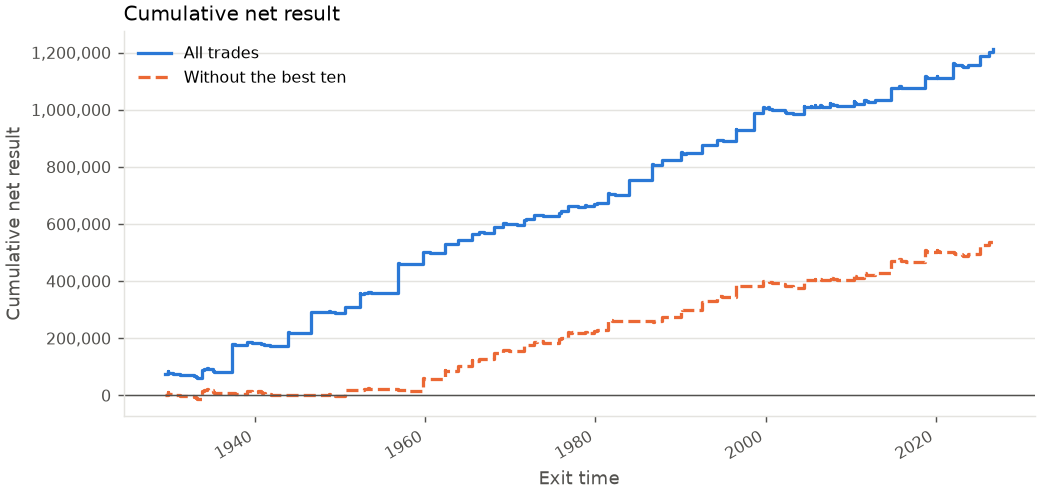 Cumulative net result
All trades
Without the best ten
1,200,000
1,000,000
800,000
600,000
400,000
200,000
0
Cumulative net result
1940
1960
1980
2000
2020
Exit time